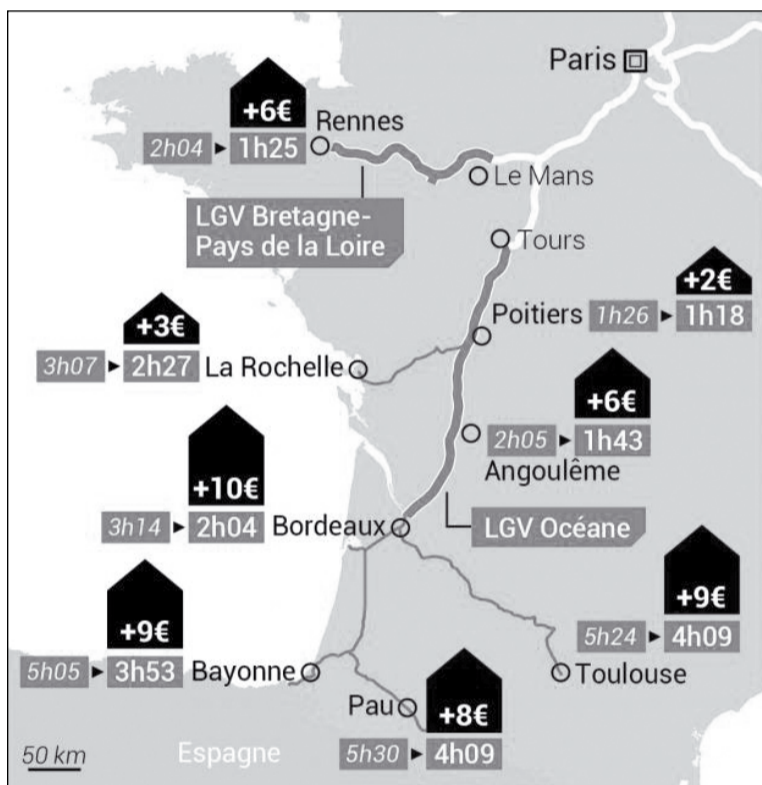 Paris
+6€
Rennes
2h04 ▸ 1h25
Le Mans
LGV Bretagne-
Pays de la Loire
Tours
+2€
Poitiers 1h26 ▸ 1h18
+3€
3h07 ▸ 2h27 La Rochelle
+6€
2h05 ▸ 1h43
Angoulême
+10€
3h14 ▸ 2h04 Bordeaux
LGV Océane
+9€
5h24 ▸ 4h09
Toulouse
+9€
5h05 ▸ 3h53 Bayonne
Pau
+8€
5h30 ▸ 4h09
Espagne
50 km